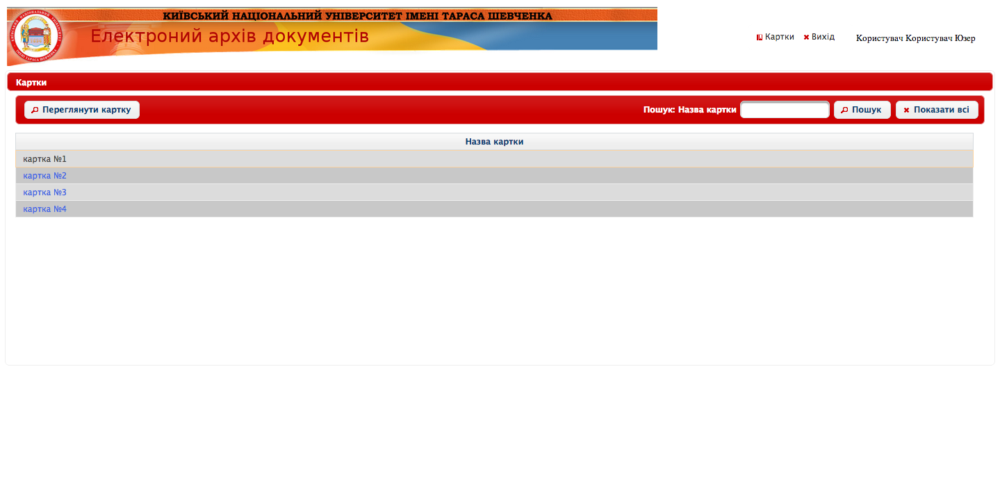 КИЇВСЬКИЙ НАЦІОНАЛЬНИЙ УНІВЕРСИТЕТ ІМЕНІ ТАРАСА ШЕВЧЕНКА
Електроний архів документів
Картки Вихід Користувач Користувач Юзер
Картки
Переглянути картку Пошук: Назва картки Пошук Показати всі
Назва картки
картка №1
картка №2
картка №3
картка №4